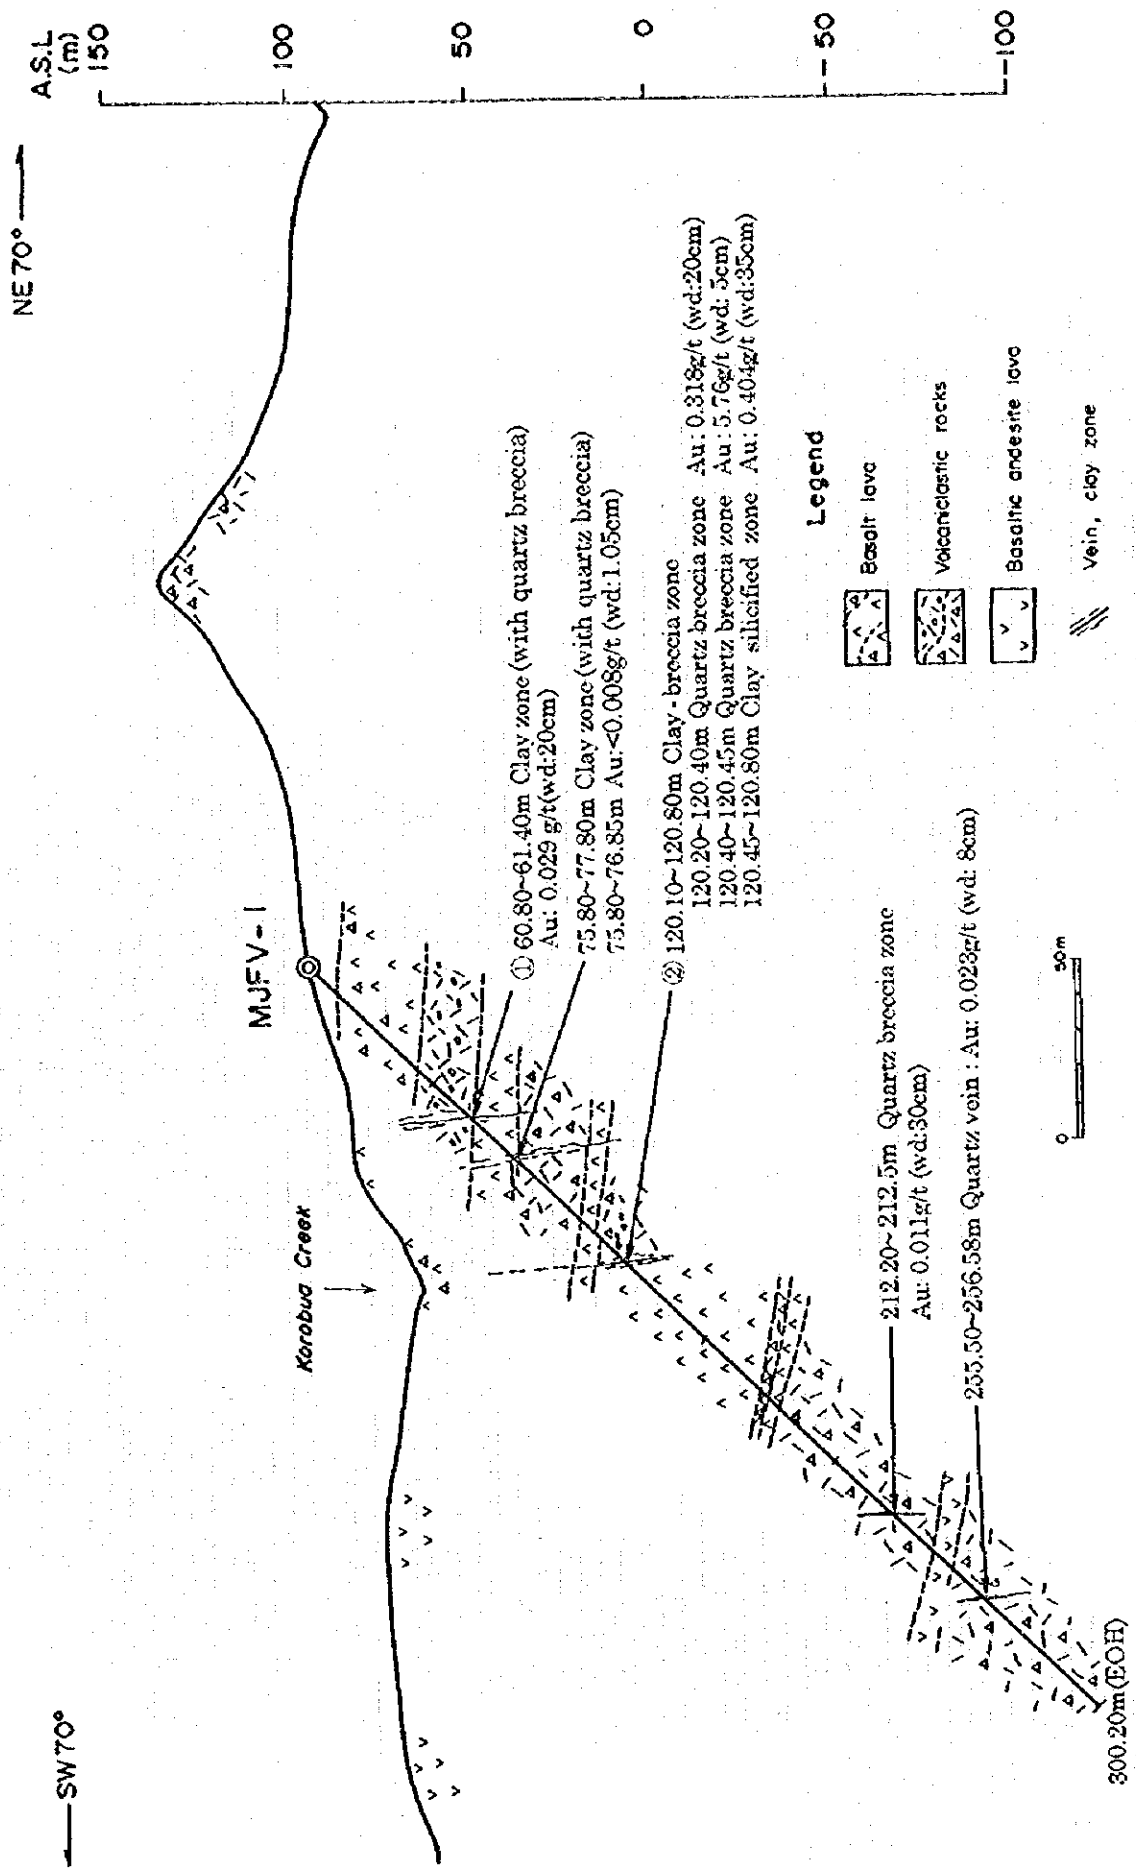 ←SW70°
NE70°→
A.S.L
(m)
150
100
50
0
-50
-100
MJFV-1
Korobua Creek
① 60.80~61.40m Clay zone (with quartz breccia)
Au: 0.029 g/t(wd:20cm)
75.80~77.80m Clay zone (with quartz breccia)
75.80~76.85m Au:<0.008g/t (wd:1.05cm)
② 120.10~120.80m Clay-breccia zone
120.20~120.40m Quartz breccia zone Au: 0.318g/t (wd:20cm)
120.40~120.45m Quartz breccia zone Au: 5.76g/t (wd: 5cm)
120.45~120.80m Clay silicified zone Au: 0.404g/t (wd:35cm)
212.20~212.5m Quartz breccia zone
Au: 0.011g/t (wd:30cm)
255.50~256.58m Quartz vein : Au: 0.023g/t (wd: 8cm)
300.20m(EOH)
Legend
Basalt lava
Volcaniclastic rocks
Basaltic andesite lava
Vein, clay zone
0 50m